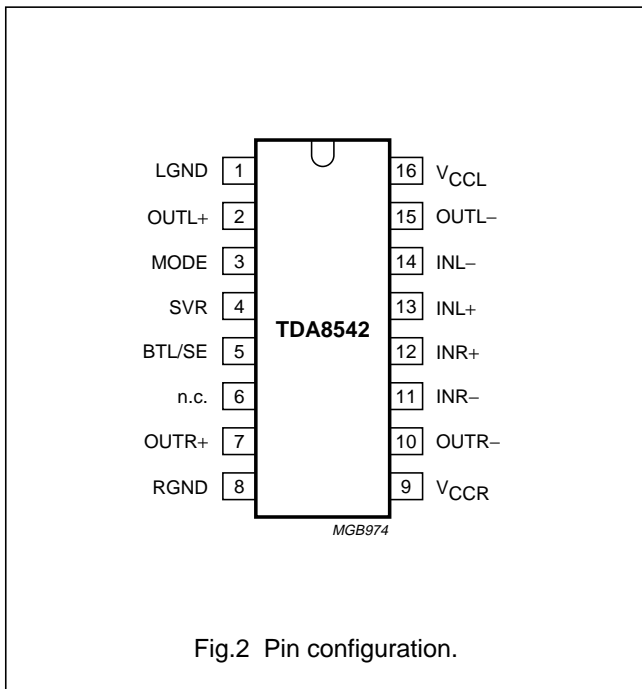 LGND 1 16 VCCL
OUTL+ 2 15 OUTL−
MODE 3 14 INL−
SVR 4 13 INL+
TDA8542
BTL/SE 5 12 INR+
n.c. 6 11 INR−
OUTR+ 7 10 OUTR−
RGND 8 9 VCCR
MGB974
Fig.2 Pin configuration.